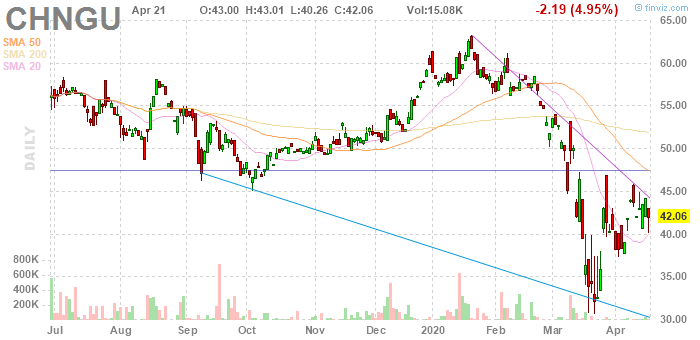 CHNGU Apr 21 O:43.00 H:43.01 L:40.26 C:42.06 Vol:15.08K -2.19 (4.95%) © finviz.com
SMA 50
SMA 200
SMA 20
DAILY
65.00
60.00
55.00
50.00
45.00
42.06
40.00
35.00
30.00
800K
600K
400K
200K
Jul Aug Sep Oct Nov Dec 2020 Feb Mar Apr